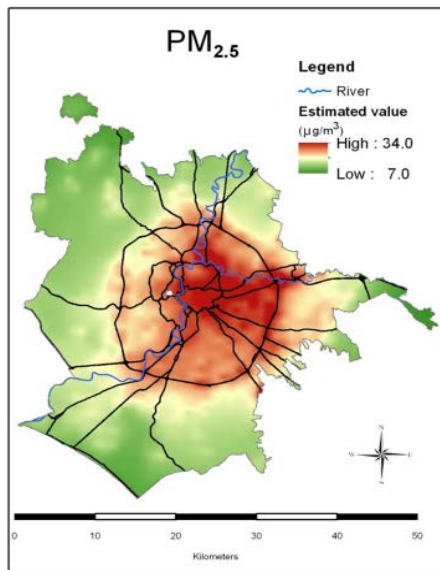 PM2.5
Legend
River
Estimated value
(µg/m³)
High : 34.0
Low : 7.0
N
W E
S
0 10 20 30 40 50
Kilometers